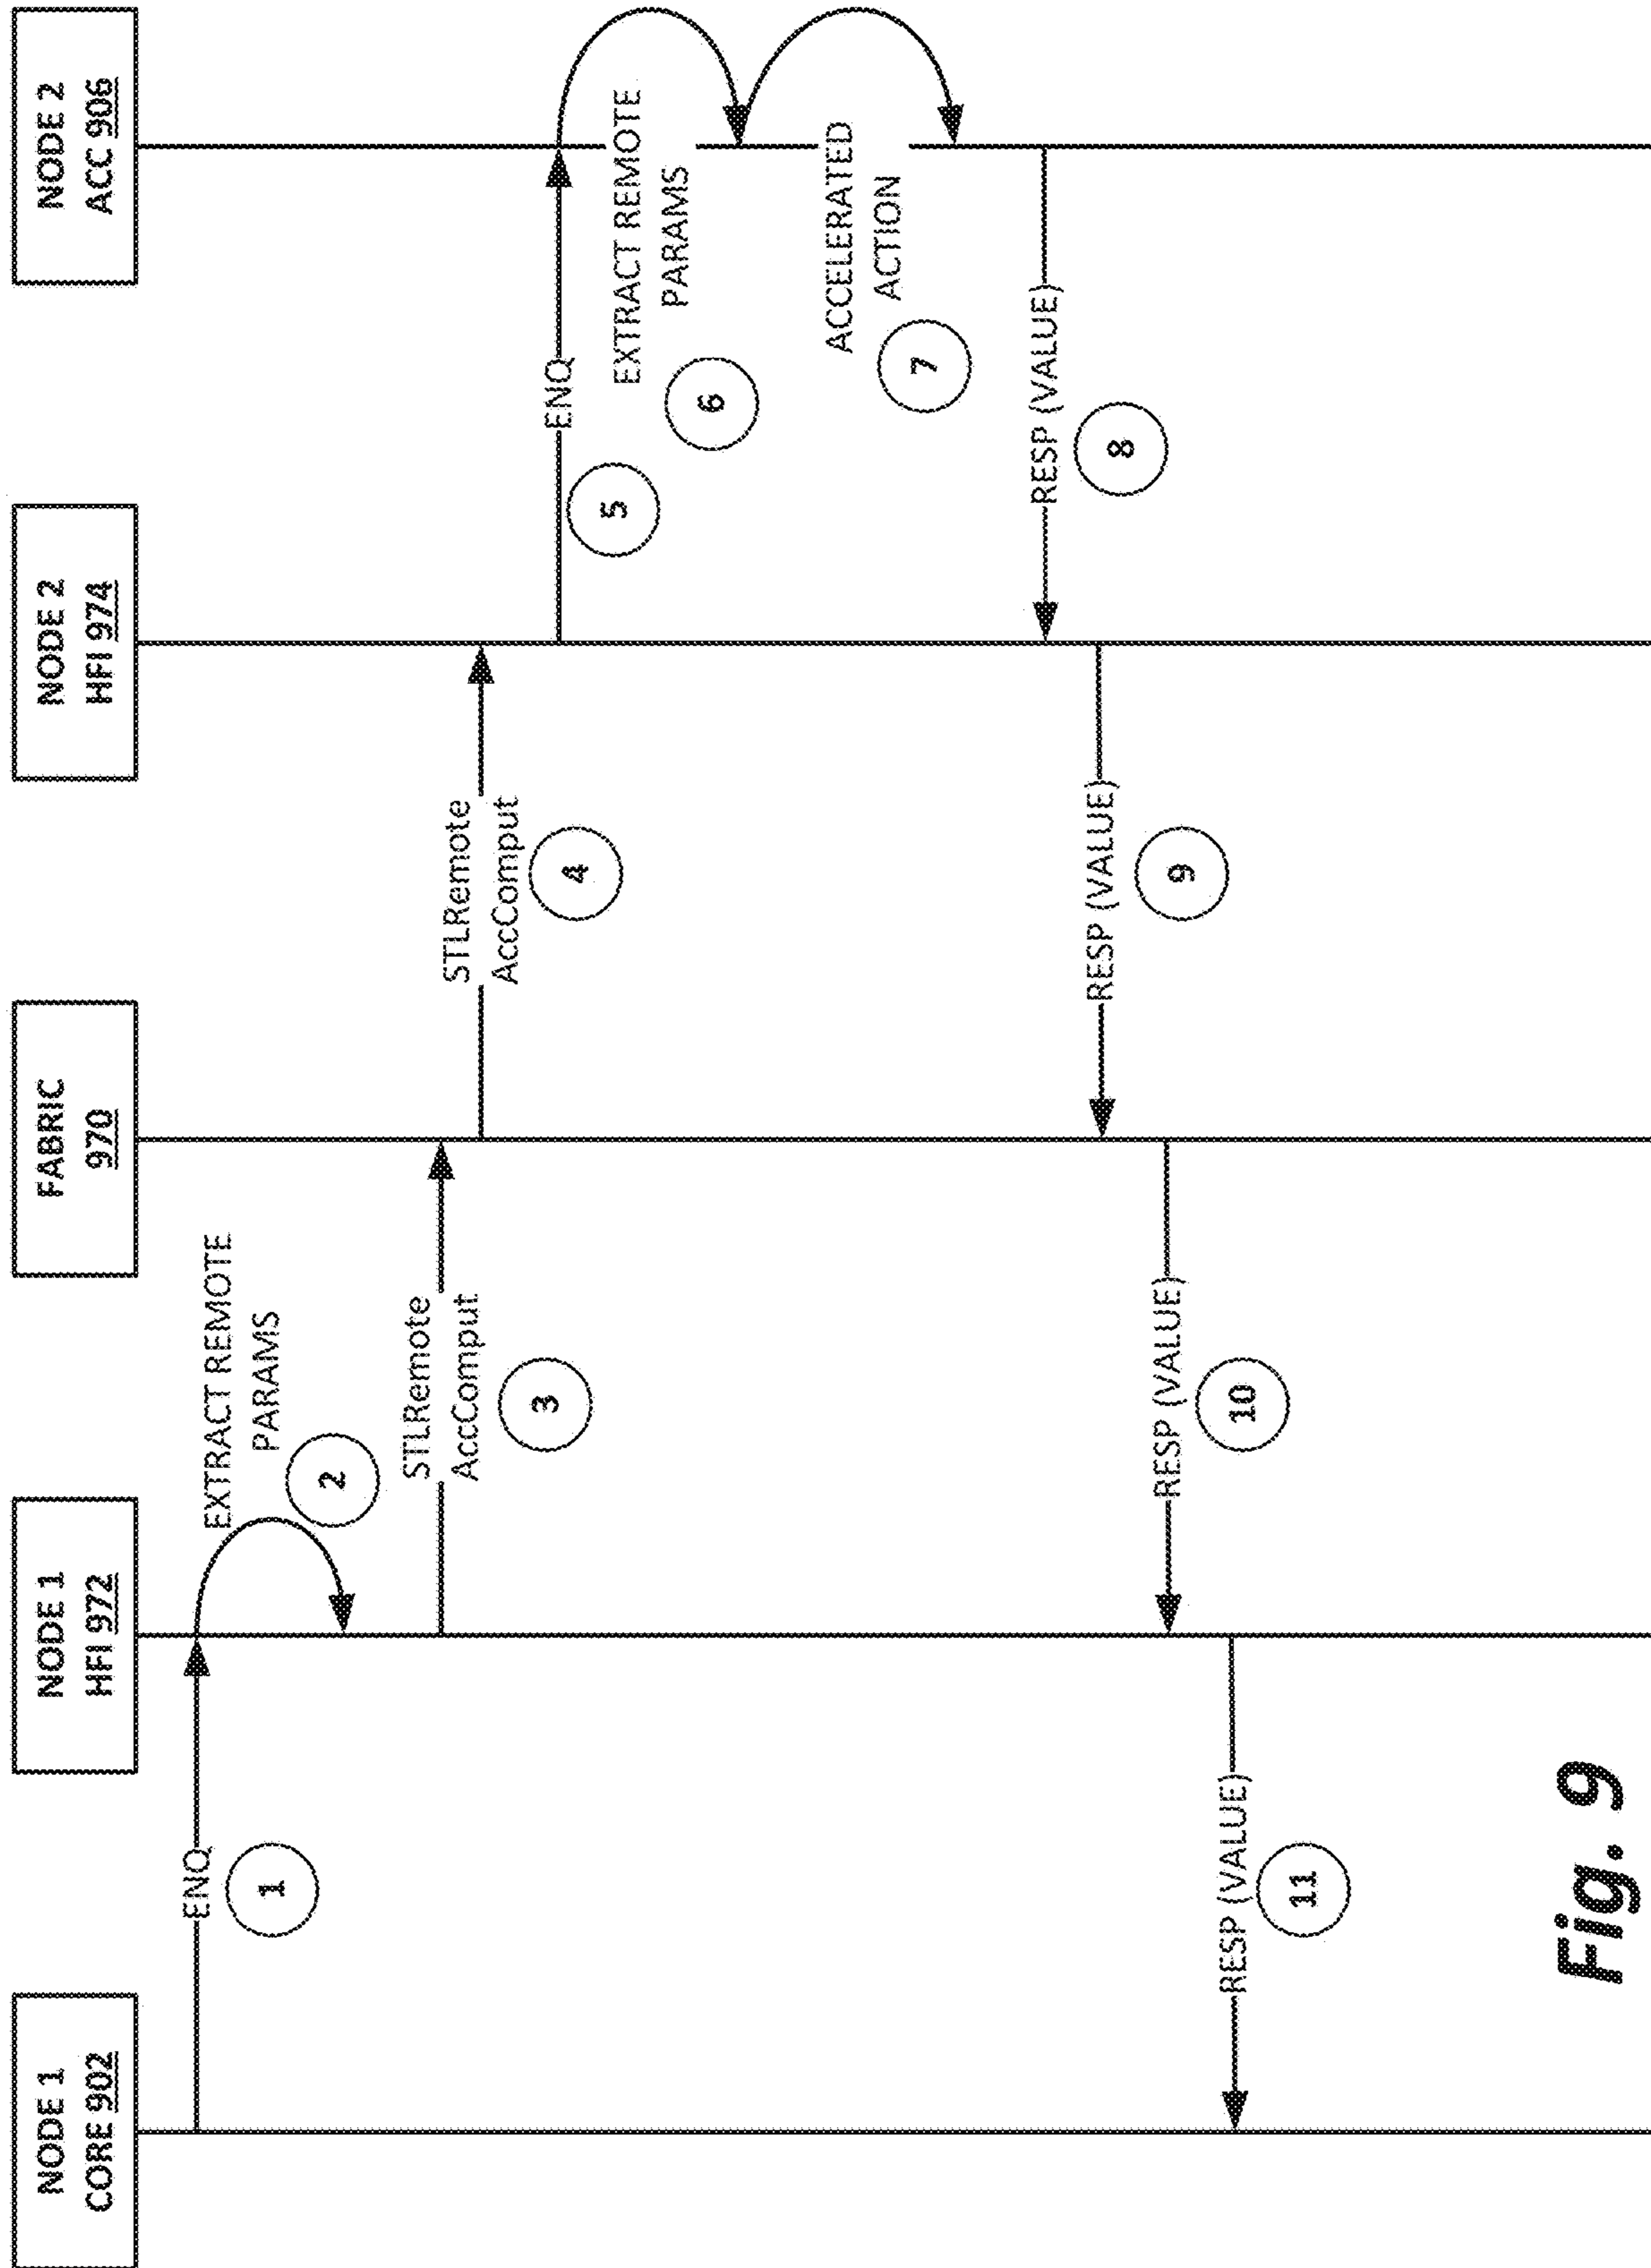 NODE 1
CORE 902
NODE 1
HFI 972
FABRIC
970
NODE 2
HFI 974
NODE 2
ACC 906
ENQ
1
EXTRACT REMOTE
PARAMS
2
STLRemote
AccComput
3
STLRemote
AccComput
4
ENQ
5
EXTRACT REMOTE
PARAMS
6
ACCELERATED
ACTION
7
RESP (VALUE)
8
RESP (VALUE)
9
RESP (VALUE)
10
RESP (VALUE)
11
Fig. 9